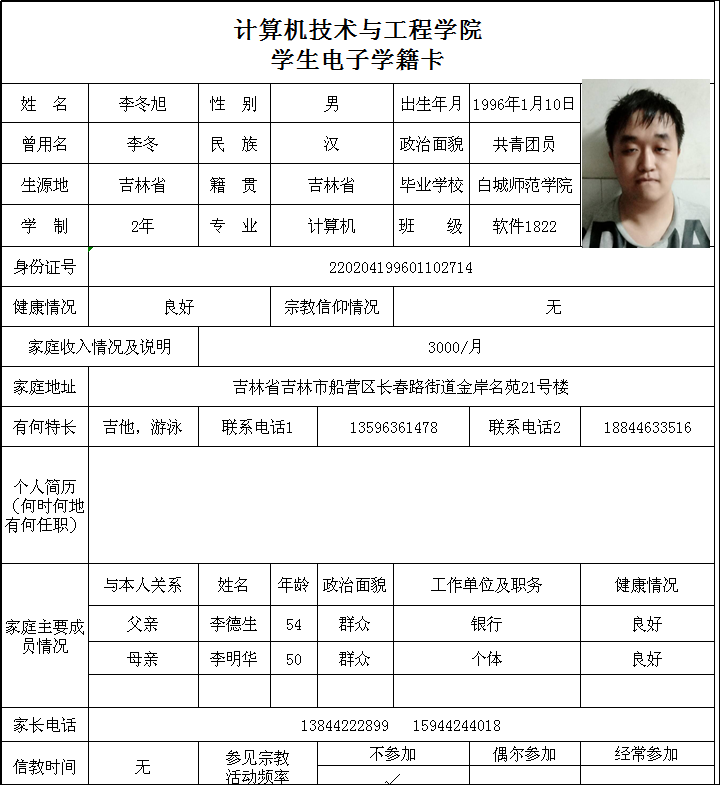 计算机技术与工程学院
学生电子学籍卡
姓 名 李冬旭 性 别 男 出生年月 1996年1月10日
曾用名 李冬 民 族 汉 政治面貌 共青团员
生源地 吉林省 籍 贯 吉林省 毕业学校 白城师范学院
学 制 2年 专 业 计算机 班 级 软件1822
身份证号 220204199601102714
健康情况 良好 宗教信仰情况 无
家庭收入情况及说明 3000/月
家庭地址 吉林省吉林市船营区长春路街道金岸名苑21号楼
有何特长 吉他，游泳 联系电话1 13596361478 联系电话2 18844633516
个人简历
（何时何地
有何任职）
家庭主要成
员情况
与本人关系 姓名 年龄 政治面貌 工作单位及职务 健康情况
父亲 李德生 54 群众 银行 良好
母亲 李明华 50 群众 个体 良好
家长电话 13844222899 15944244018
信教时间 无 参见宗教
活动频率
不参加 偶尔参加 经常参加
✓